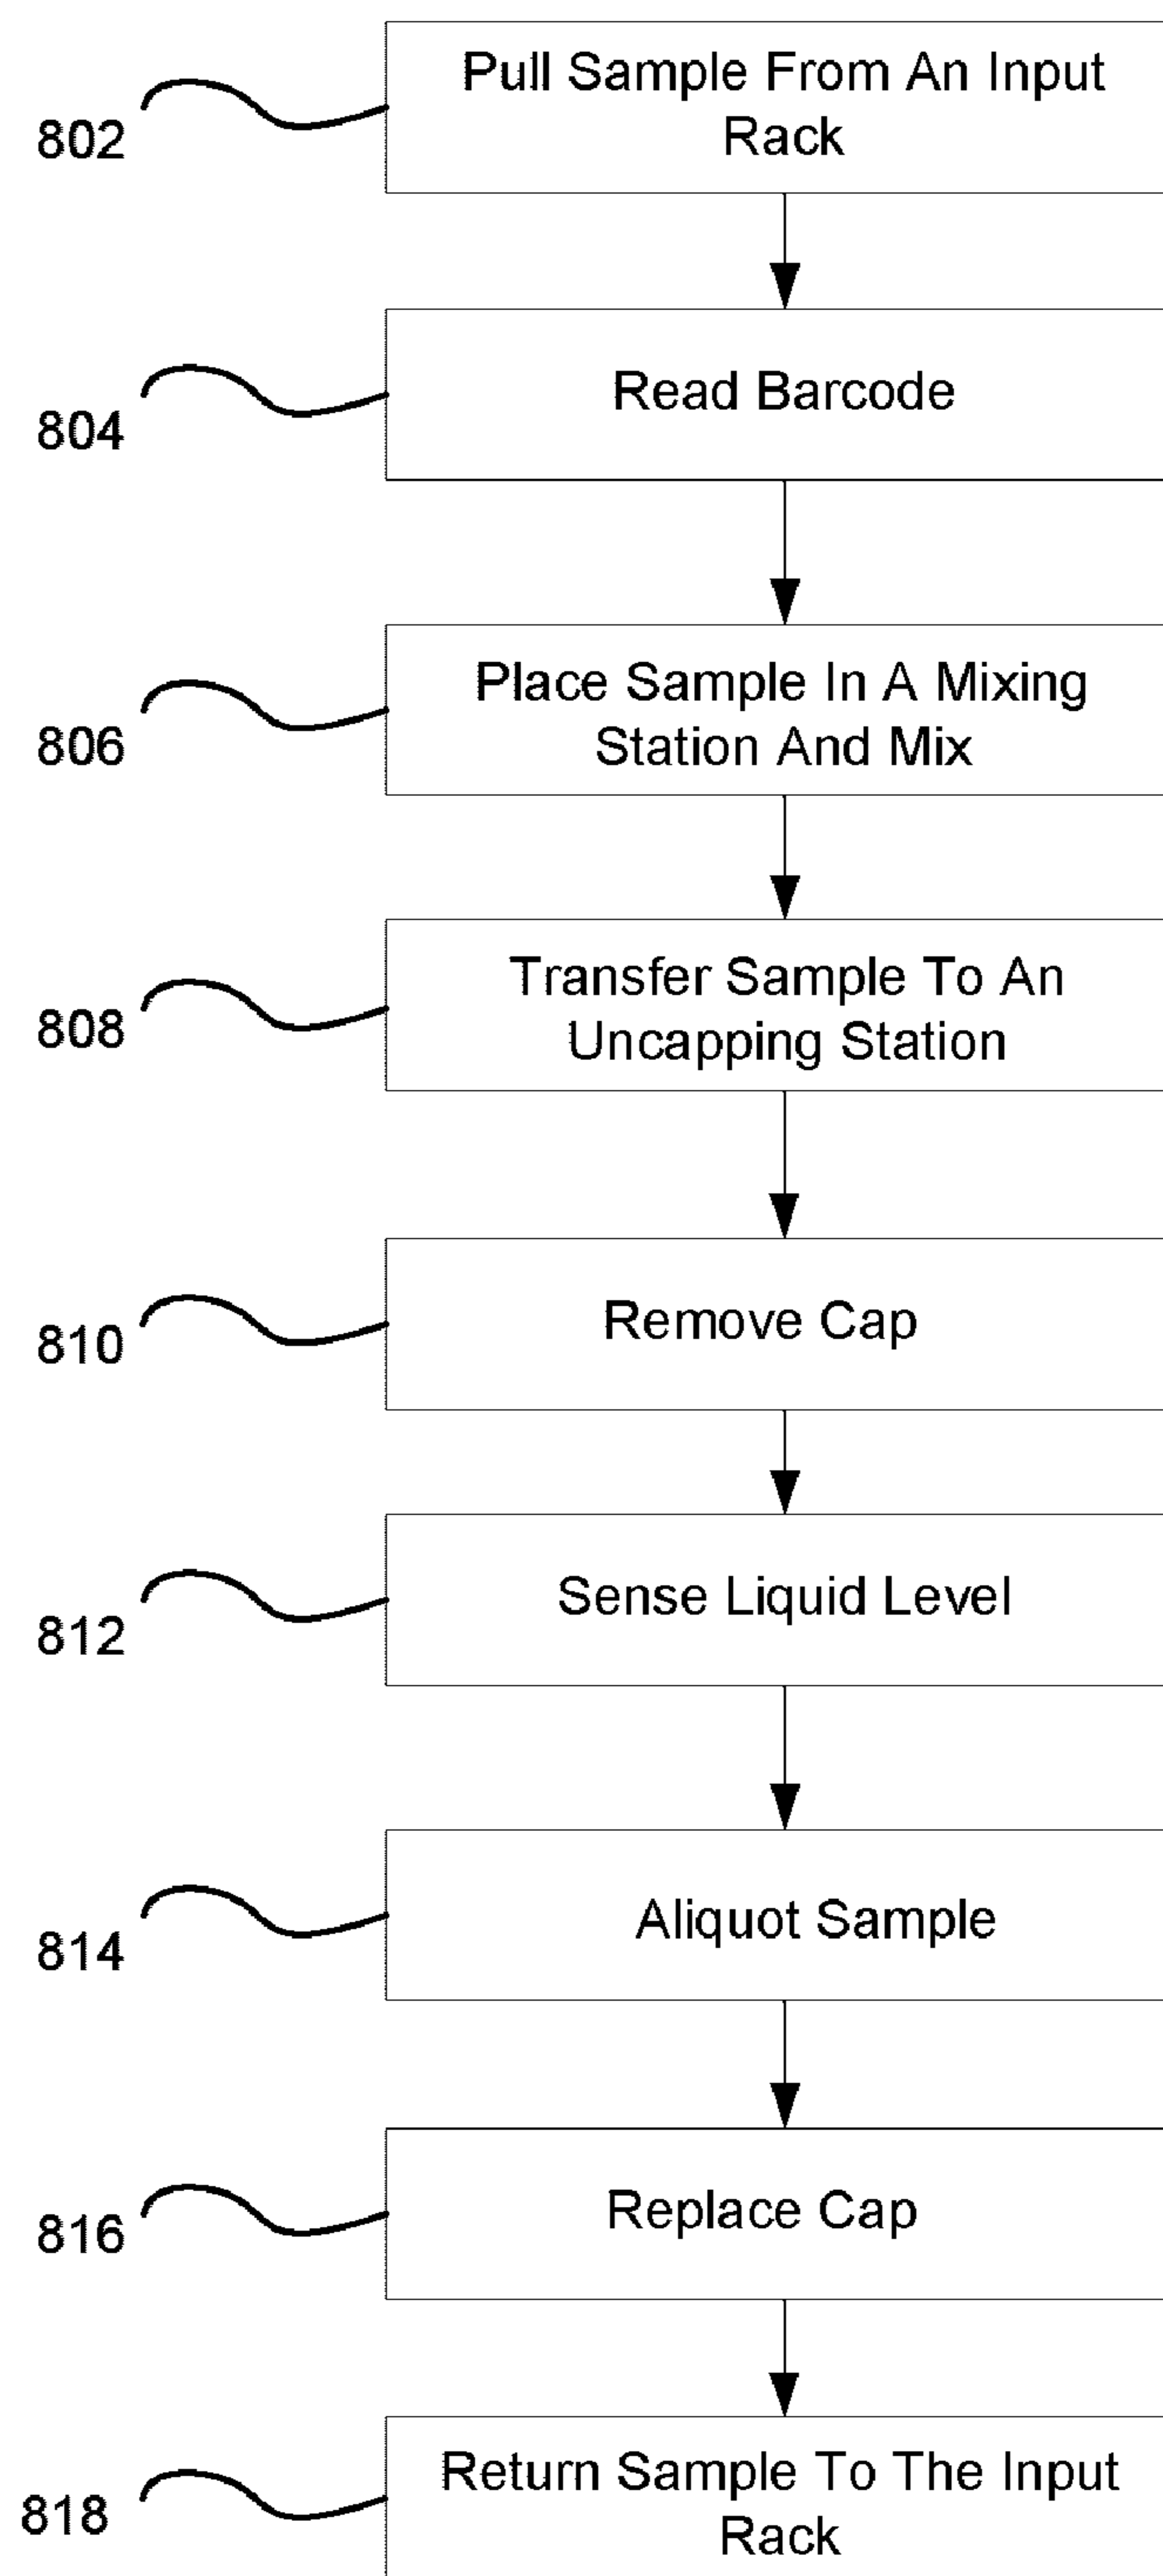 Pull Sample From An Input
Rack
802
Read Barcode
804
Place Sample In A Mixing
Station And Mix
806
Transfer Sample To An
Uncapping Station
808
Remove Cap
810
Sense Liquid Level
812
Aliquot Sample
814
Replace Cap
816
Return Sample To The Input
Rack
818